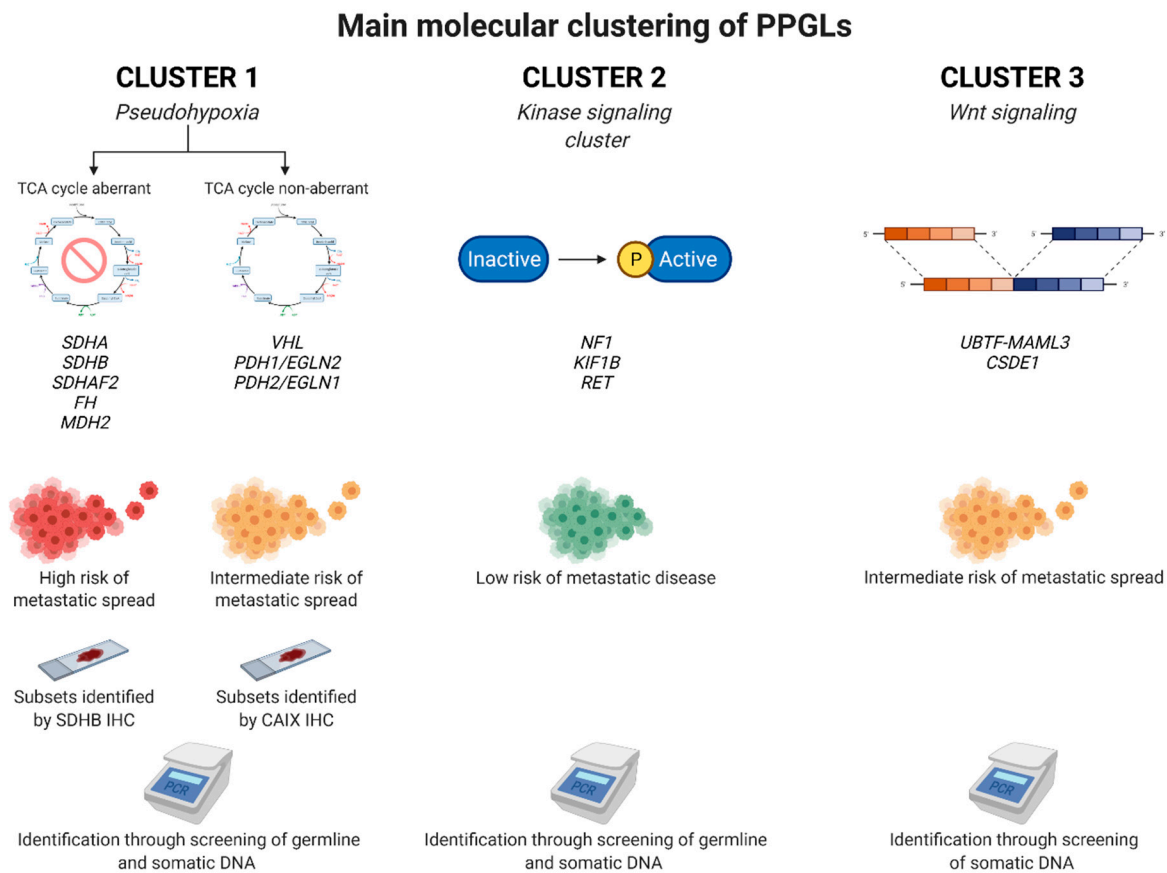 Main molecular clustering of PPGLs
CLUSTER 1
Pseudohypoxia
TCA cycle aberrant
TCA cycle non-aberrant
SDHA
SDHB
SDHAF2
FH
MDH2
VHL
PDH1/EGLN2
PDH2/EGLN1
High risk of
metastatic spread
Intermediate risk of
metastatic spread
Subsets identified
by SDHB IHC
Subsets identified
by CAIX IHC
PCR
Identification through screening of germline
and somatic DNA
CLUSTER 2
Kinase signaling
cluster
Inactive
P
Active
NF1
KIF1B
RET
Low risk of metastatic disease
PCR
Identification through screening of germline
and somatic DNA
CLUSTER 3
Wnt signaling
5' 3'
5' 3'
5' 3'
UBTF-MAML3
CSDE1
Intermediate risk of metastatic spread
PCR
Identification through screening
of somatic DNA